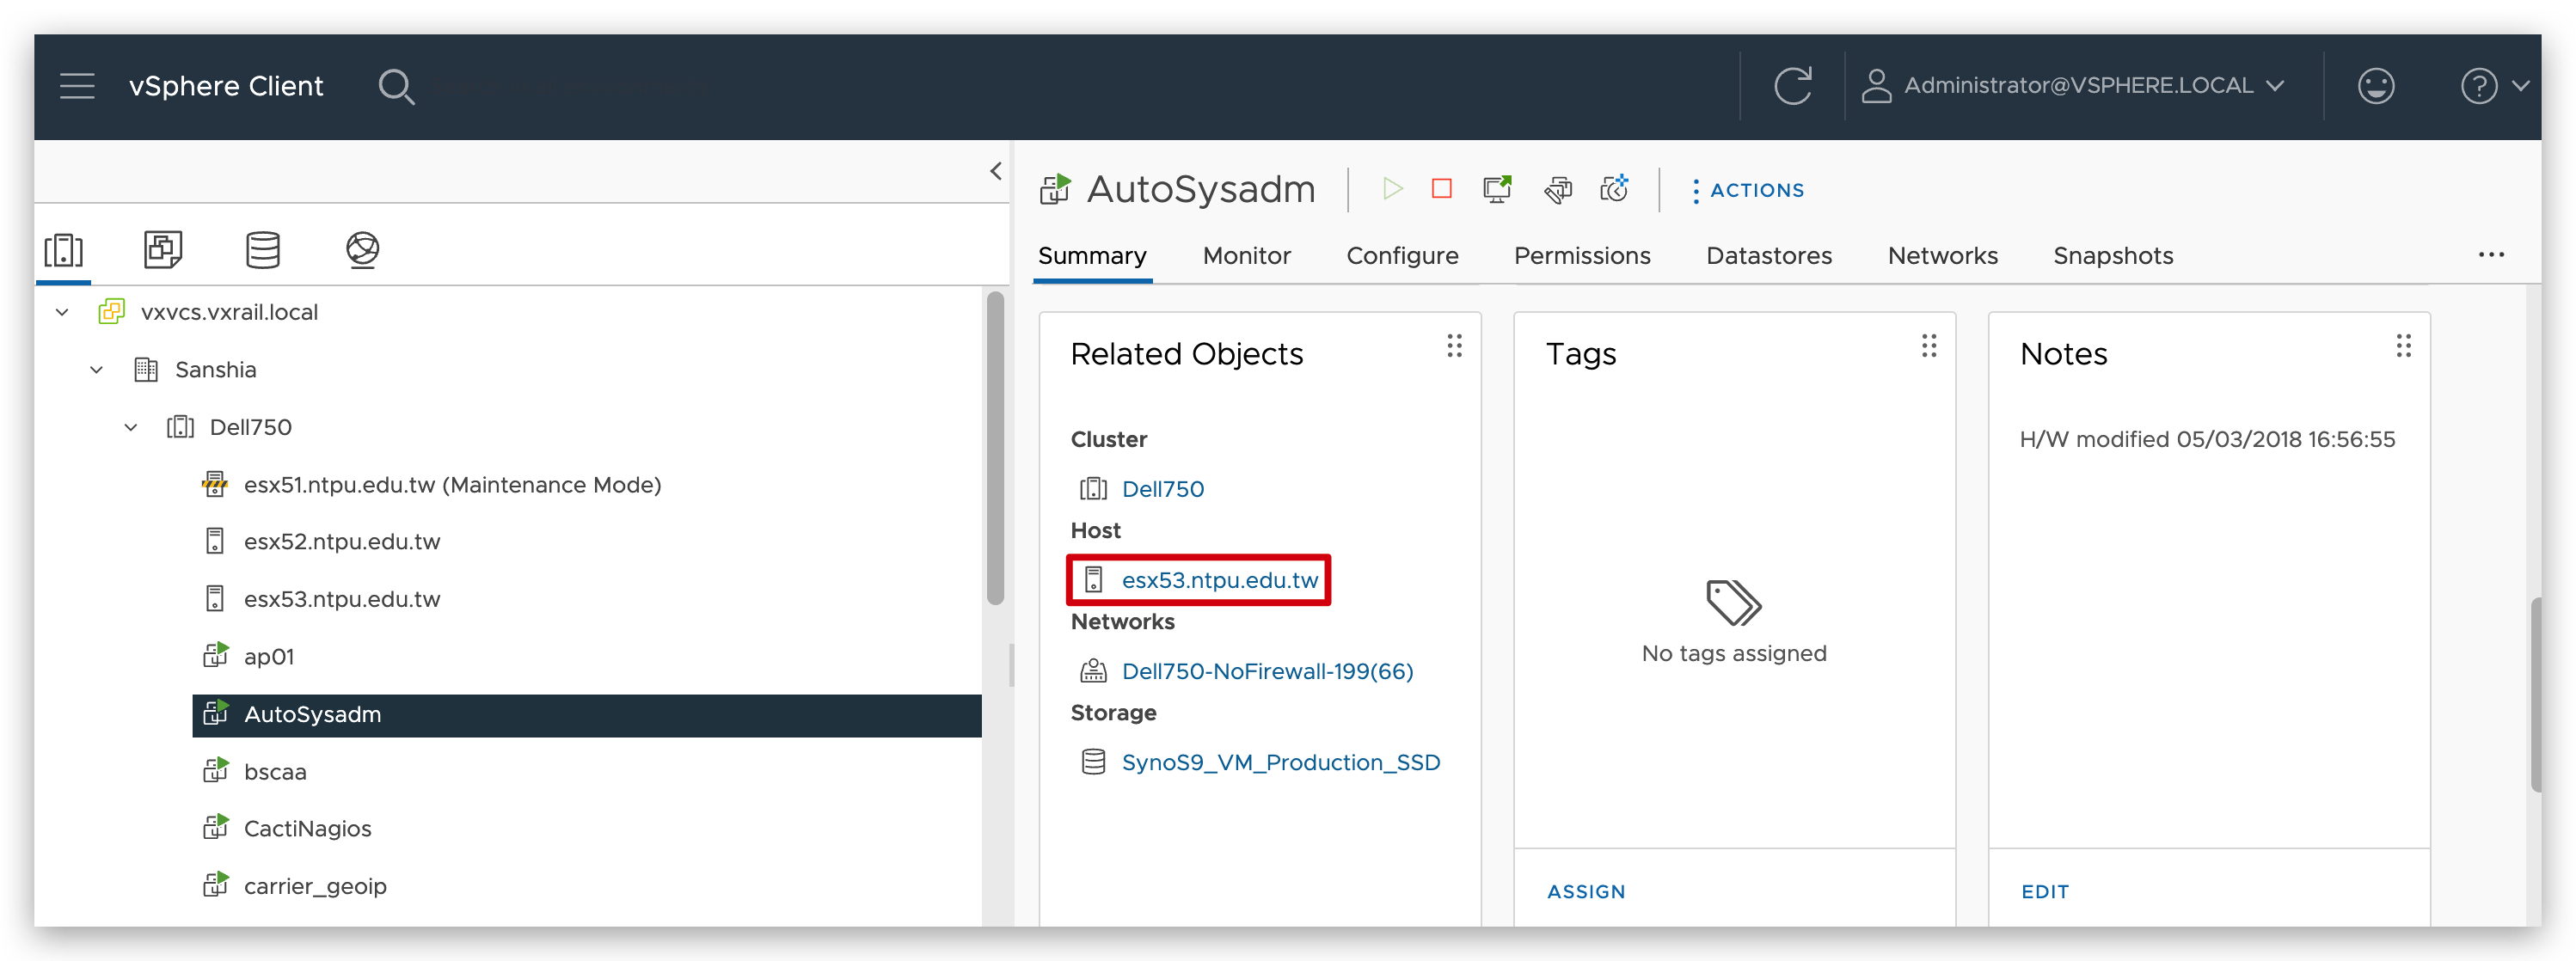 vSphere Client
Administrator@VSPHERE.LOCAL
vxvcs.vxrail.local
Sanshia
Dell750
esx51.ntpu.edu.tw (Maintenance Mode)
esx52.ntpu.edu.tw
esx53.ntpu.edu.tw
ap01
AutoSysadm
bscaa
CactiNagios
carrier_geoip
AutoSysadm
ACTIONS
Summary Monitor Configure Permissions Datastores Networks Snapshots
Related Objects
Cluster
Dell750
Host
esx53.ntpu.edu.tw
Networks
Dell750-NoFirewall-199(66)
Storage
SynoS9_VM_Production_SSD
Tags
No tags assigned
ASSIGN
Notes
H/W modified 05/03/2018 16:56:55
EDIT